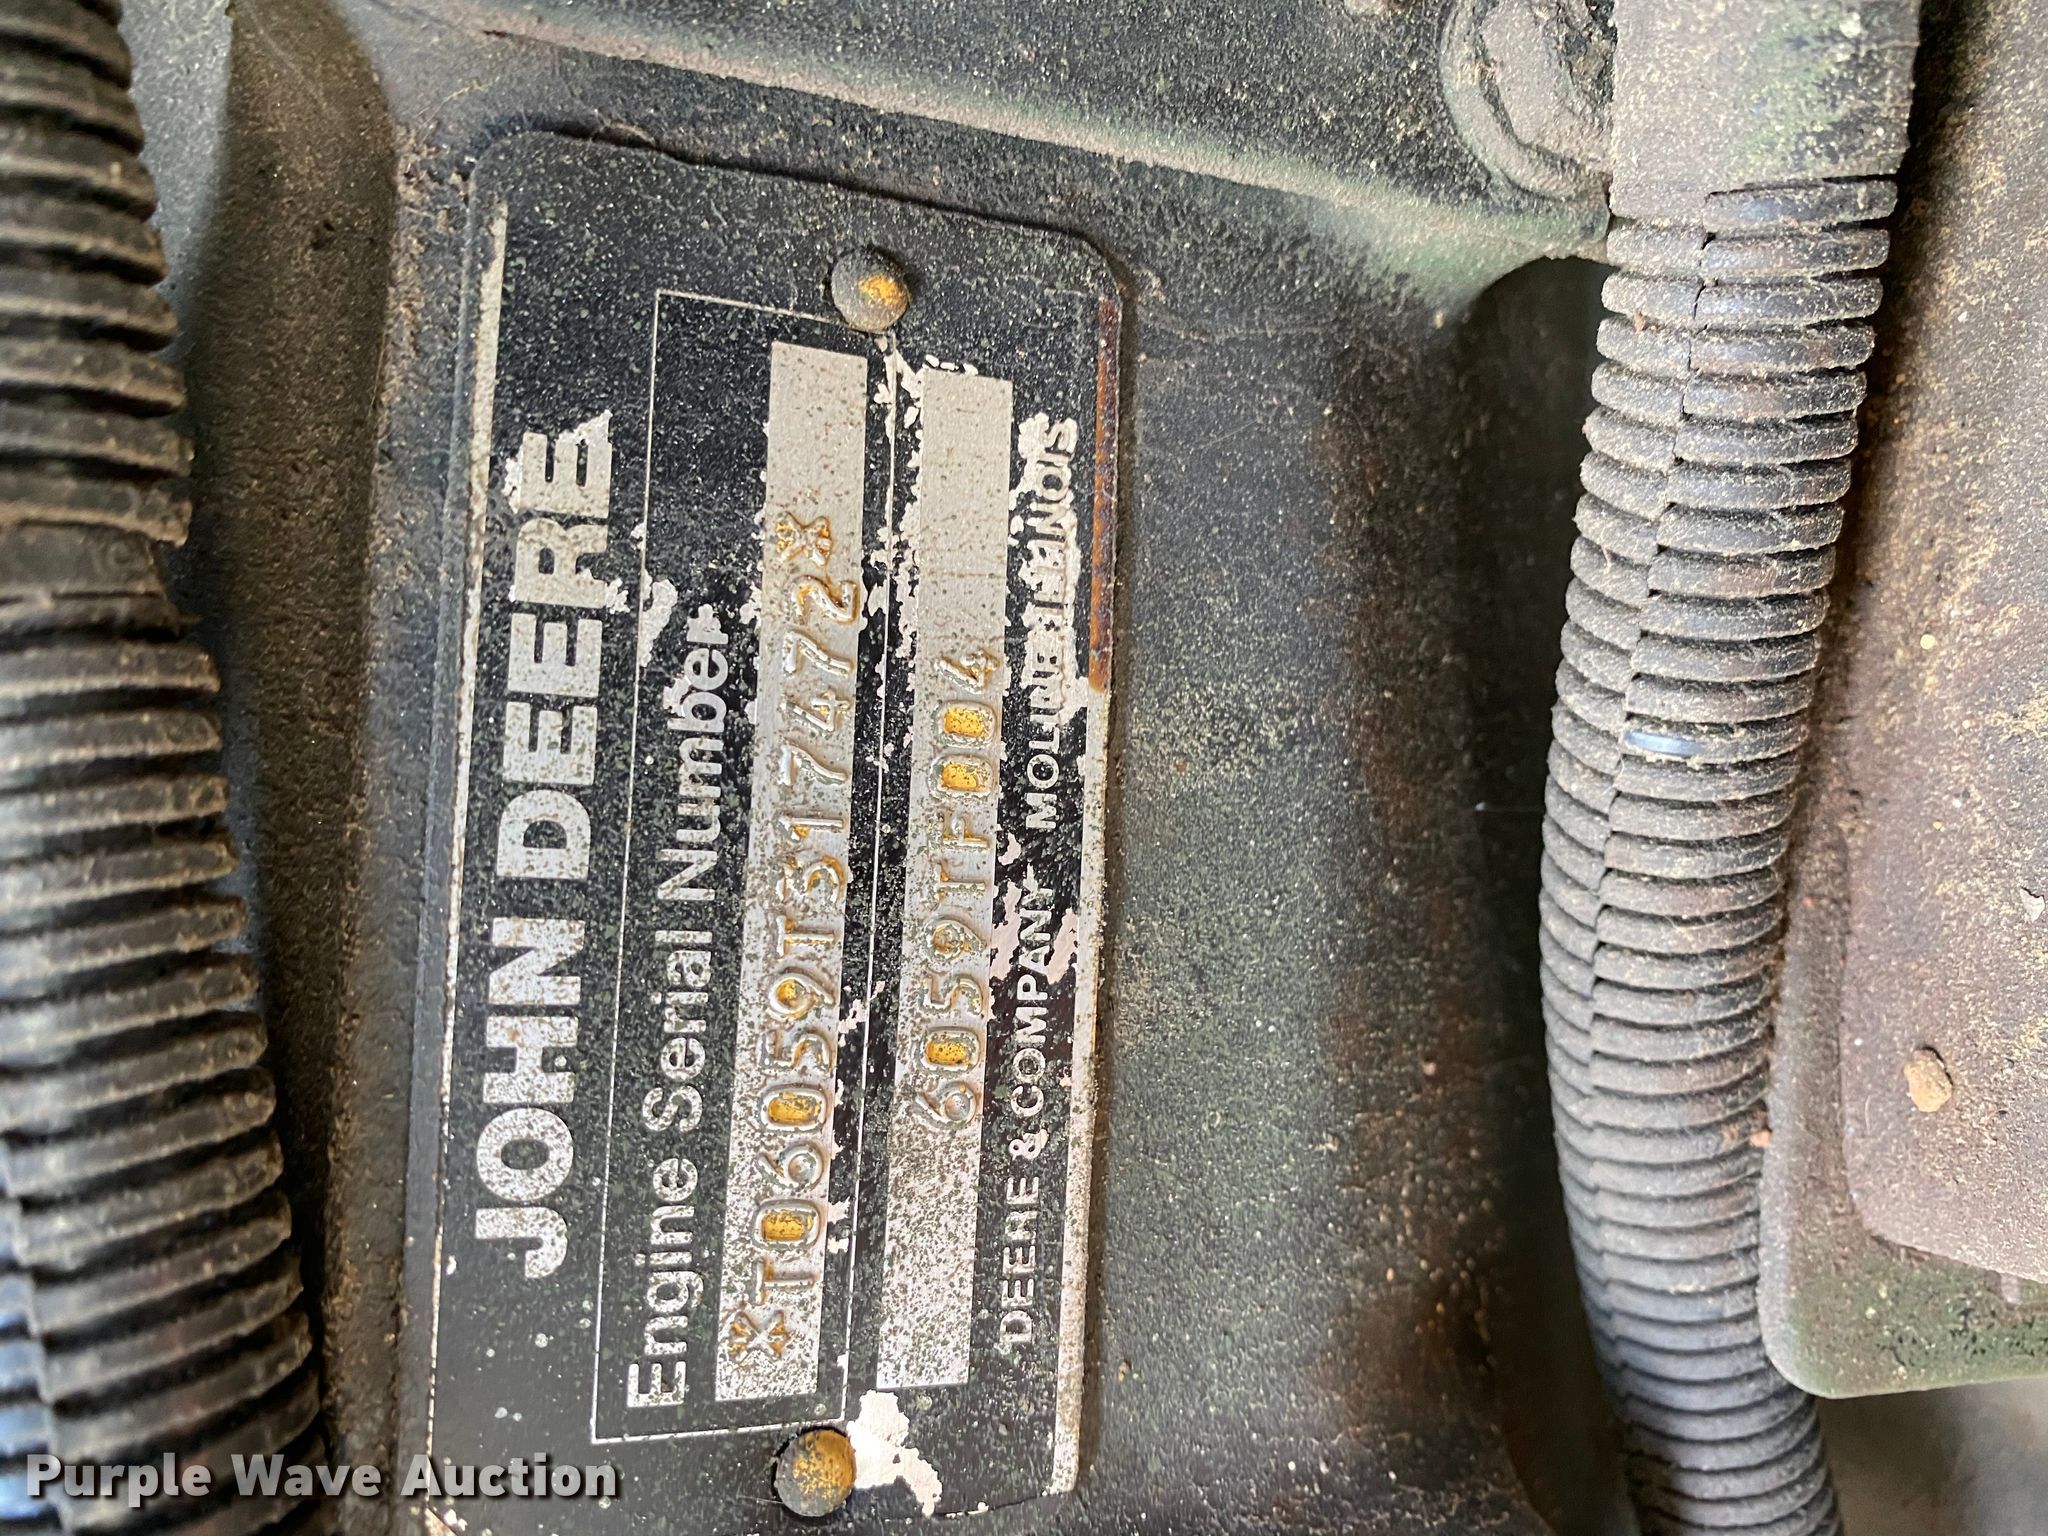 JOHN DEERE
Engine Serial Number
*T06059T517472*
6059TF004
DEERE & COMPANY MOLINE ILLINOIS
Purple Wave Auction